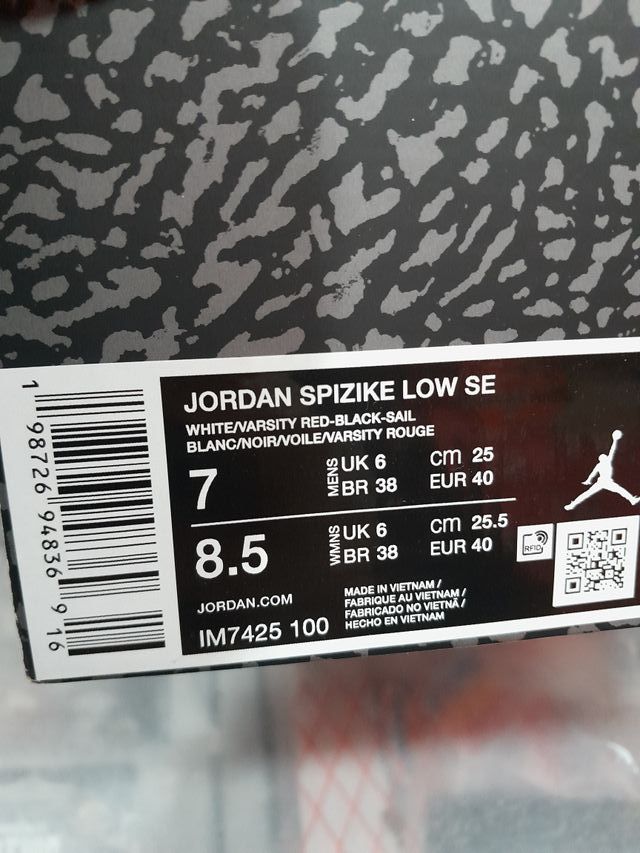 JORDAN SPIZIKE LOW SE
WHITE/VARSITY RED-BLACK-SAIL
BLANC/NOIR/VOILE/VARSITY ROUGE
7
MENS
UK 6
BR 38
cm 25
EUR 40
8.5
WMNS
UK 6
BR 38
cm 25.5
EUR 40
RFID
JORDAN.COM
IM7425 100
MADE IN VIETNAM /
FABRIQUE AU VIETNAM /
FABRICADO NO VIETNÃ /
HECHO EN VIETNAM
1 98726 94836 9 16